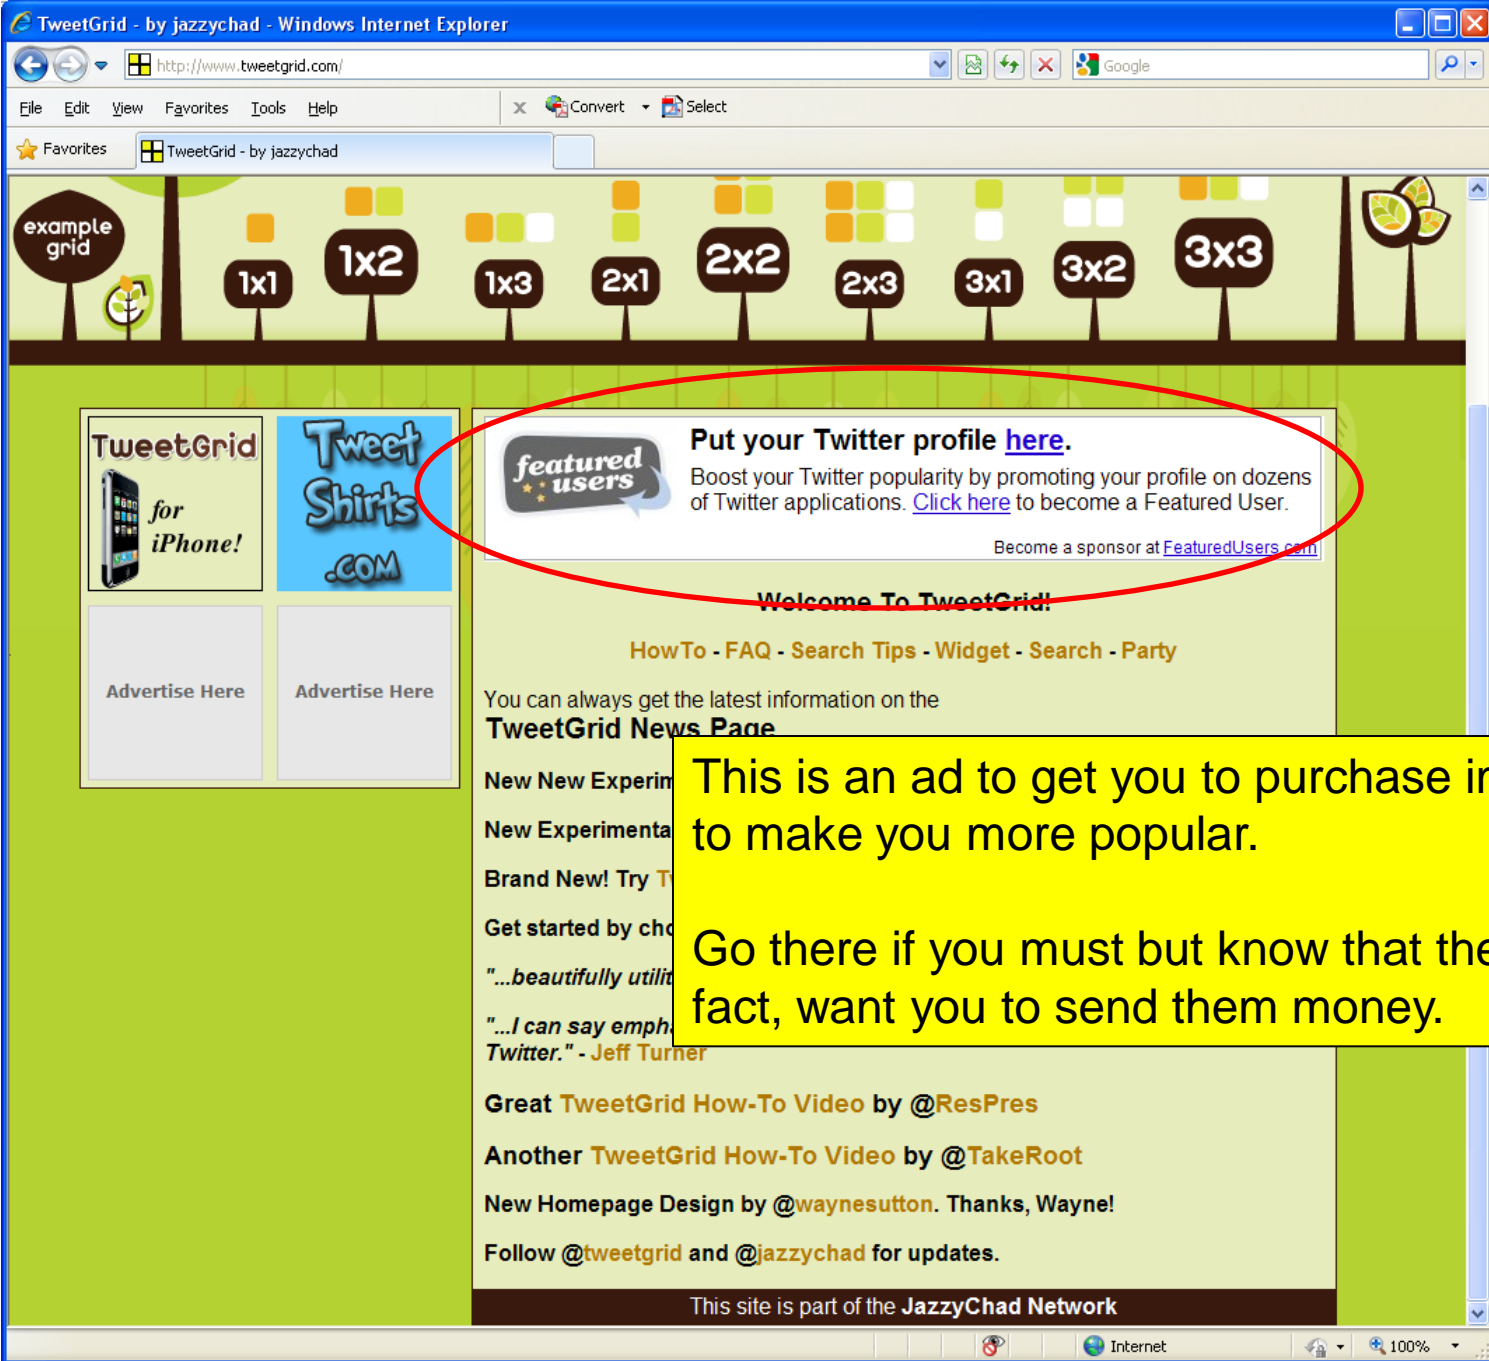 TweetGrid - by jazzychad - Windows Internet Explorer
http://www.tweetgrid.com/
Google
File Edit View Favorites Tools Help
x Convert Select
Favorites
TweetGrid - by jazzychad
example
grid
1x1
1x2
1x3
2x1
2x2
2x3
3x1
3x2
3x3
TweetGrid
for
iPhone!
Tweet
Shirts
.COM
Advertise Here
Advertise Here
featured
users
Put your Twitter profile here.
Boost your Twitter popularity by promoting your profile on dozens
of Twitter applications. Click here to become a Featured User.
Become a sponsor at FeaturedUsers.com
Welcome To TweetGrid!
HowTo - FAQ - Search Tips - Widget - Search - Party
You can always get the latest information on the
TweetGrid News Page
New New
New
Brand New! Try
Get started by
"...beautifully
"...I can say
Twitter." - Jeff Turner
This is an ad to get you to purchase
to make you more popular.
Go there if you must but know that
fact, want you to send them money.
Great TweetGrid How-To Video by @ResPres
Another TweetGrid How-To Video by @TakeRoot
New Homepage Design by @waynesutton. Thanks, Wayne!
Follow @tweetgrid and @jazzychad for updates.
This site is part of the JazzyChad Network
Internet
100%